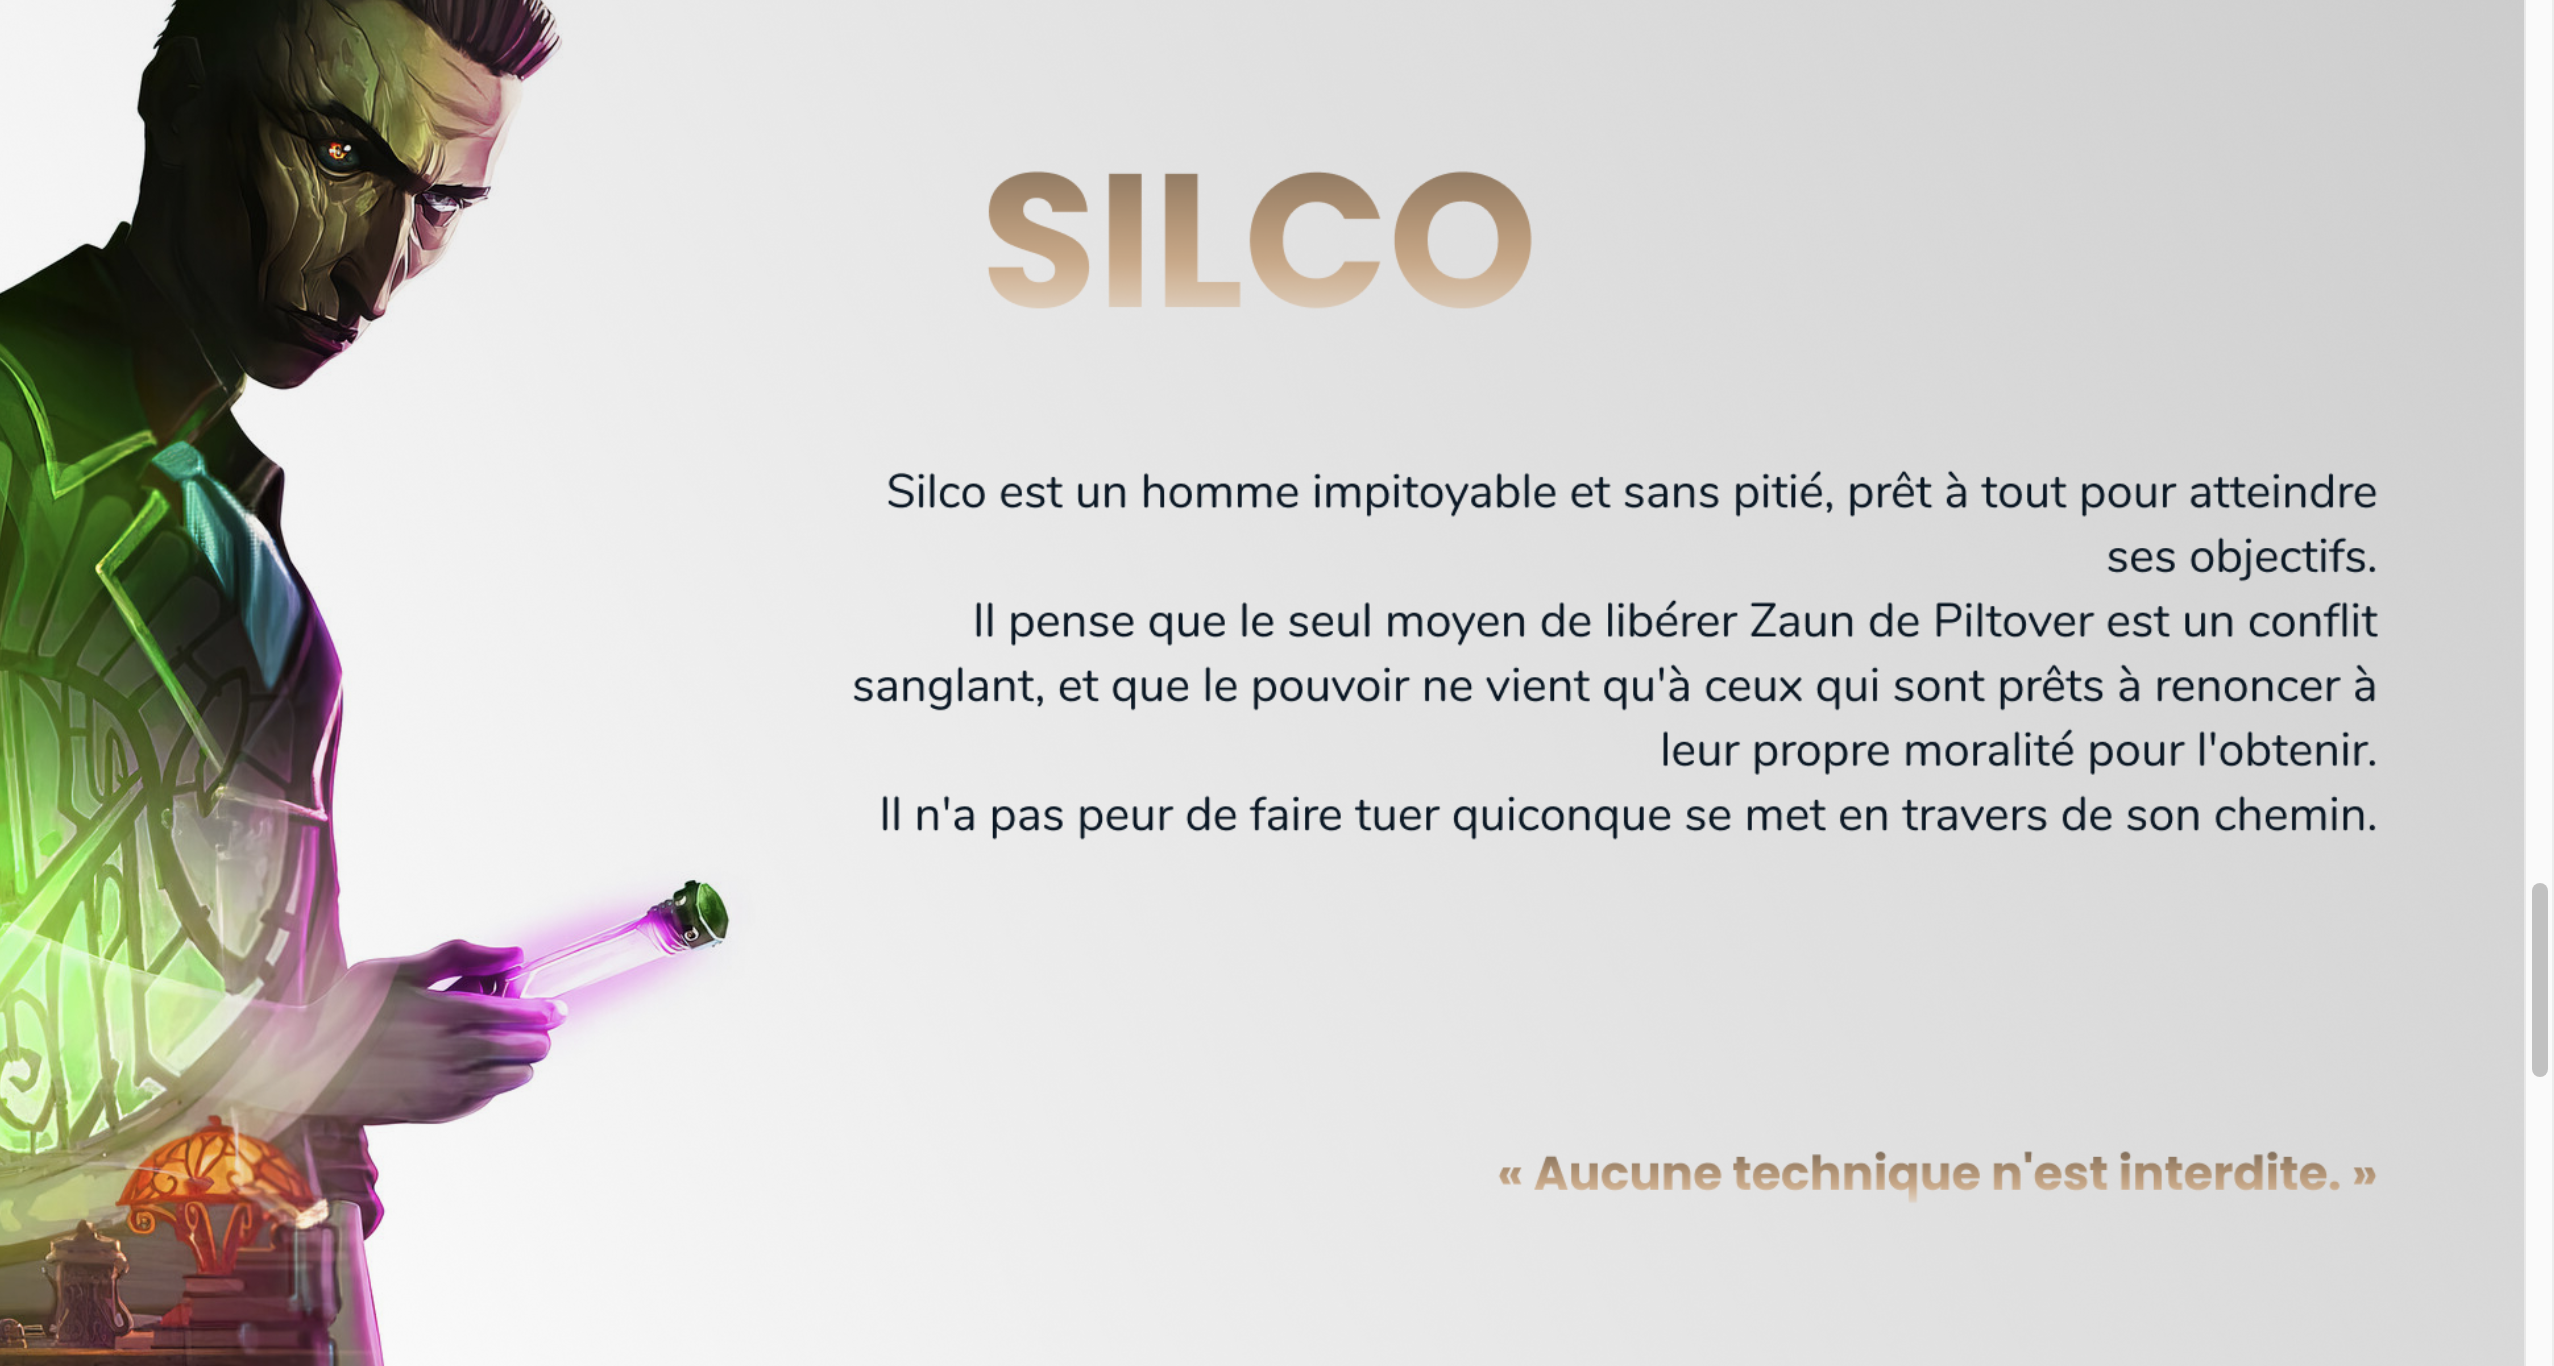 SILCO
Silco est un homme impitoyable et sans pitié, prêt à tout pour atteindre
ses objectifs.
Il pense que le seul moyen de libérer Zaun de Piltover est un conflit
sanglant, et que le pouvoir ne vient qu'à ceux qui sont prêts à renoncer à
leur propre moralité pour l'obtenir.
Il n'a pas peur de faire tuer quiconque se met en travers de son chemin.
« Aucune technique n'est interdite. »